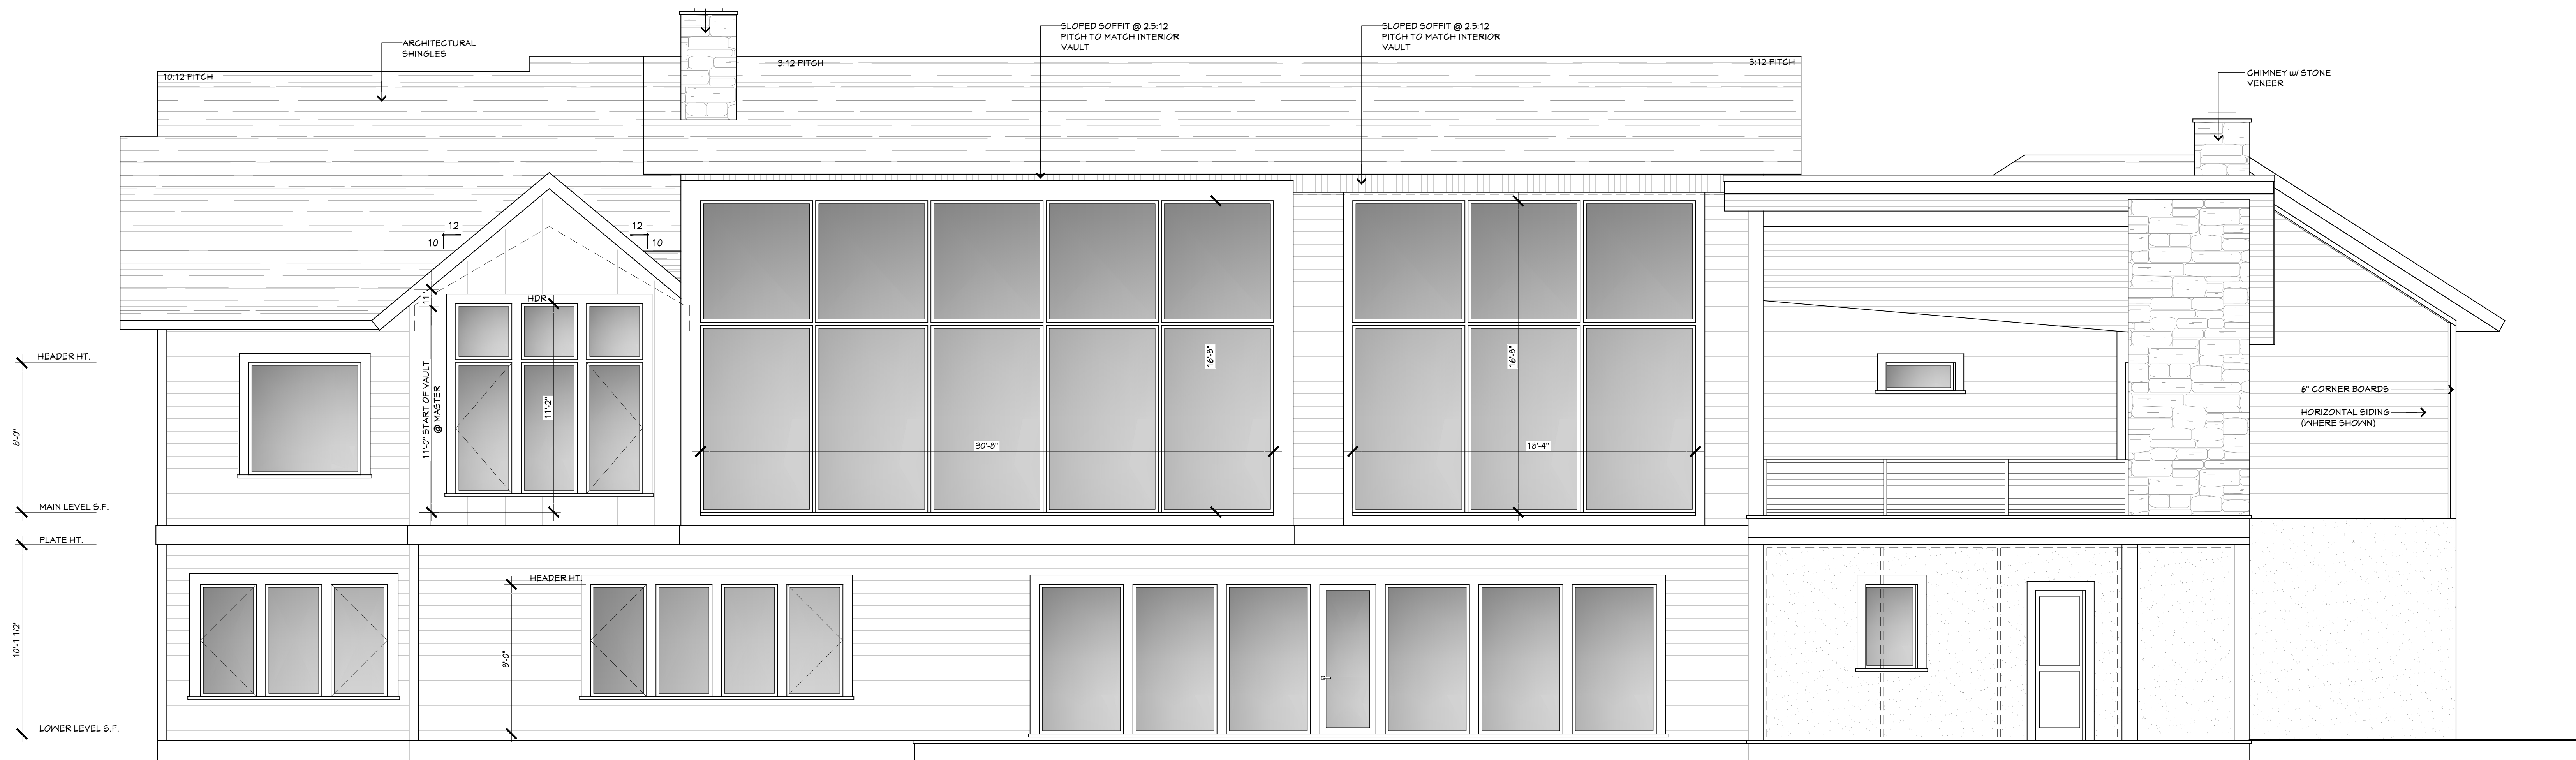 SLOPED SOFFIT @ 2.5:12
PITCH TO MATCH INTERIOR
VAULT
SLOPED SOFFIT @ 2.5:12
PITCH TO MATCH INTERIOR
VAULT
ARCHITECTURAL
SHINGLES
10:12 PITCH
3:12 PITCH
3:12 PITCH
CHIMNEY w/ STONE
VENEER
12
10
12
10
11"
HDR
HEADER HT.
8'-0"
MAIN LEVEL S.F.
11'-0" START OF VAULT
@ MASTER
11'-2"
16'-8"
30'-8"
16'-8"
18'-4"
6" CORNER BOARDS
HORIZONTAL SIDING
(WHERE SHOWN)
PLATE HT.
10'-1 1/2"
LOWER LEVEL S.F.
HEADER HT.
8'-0"